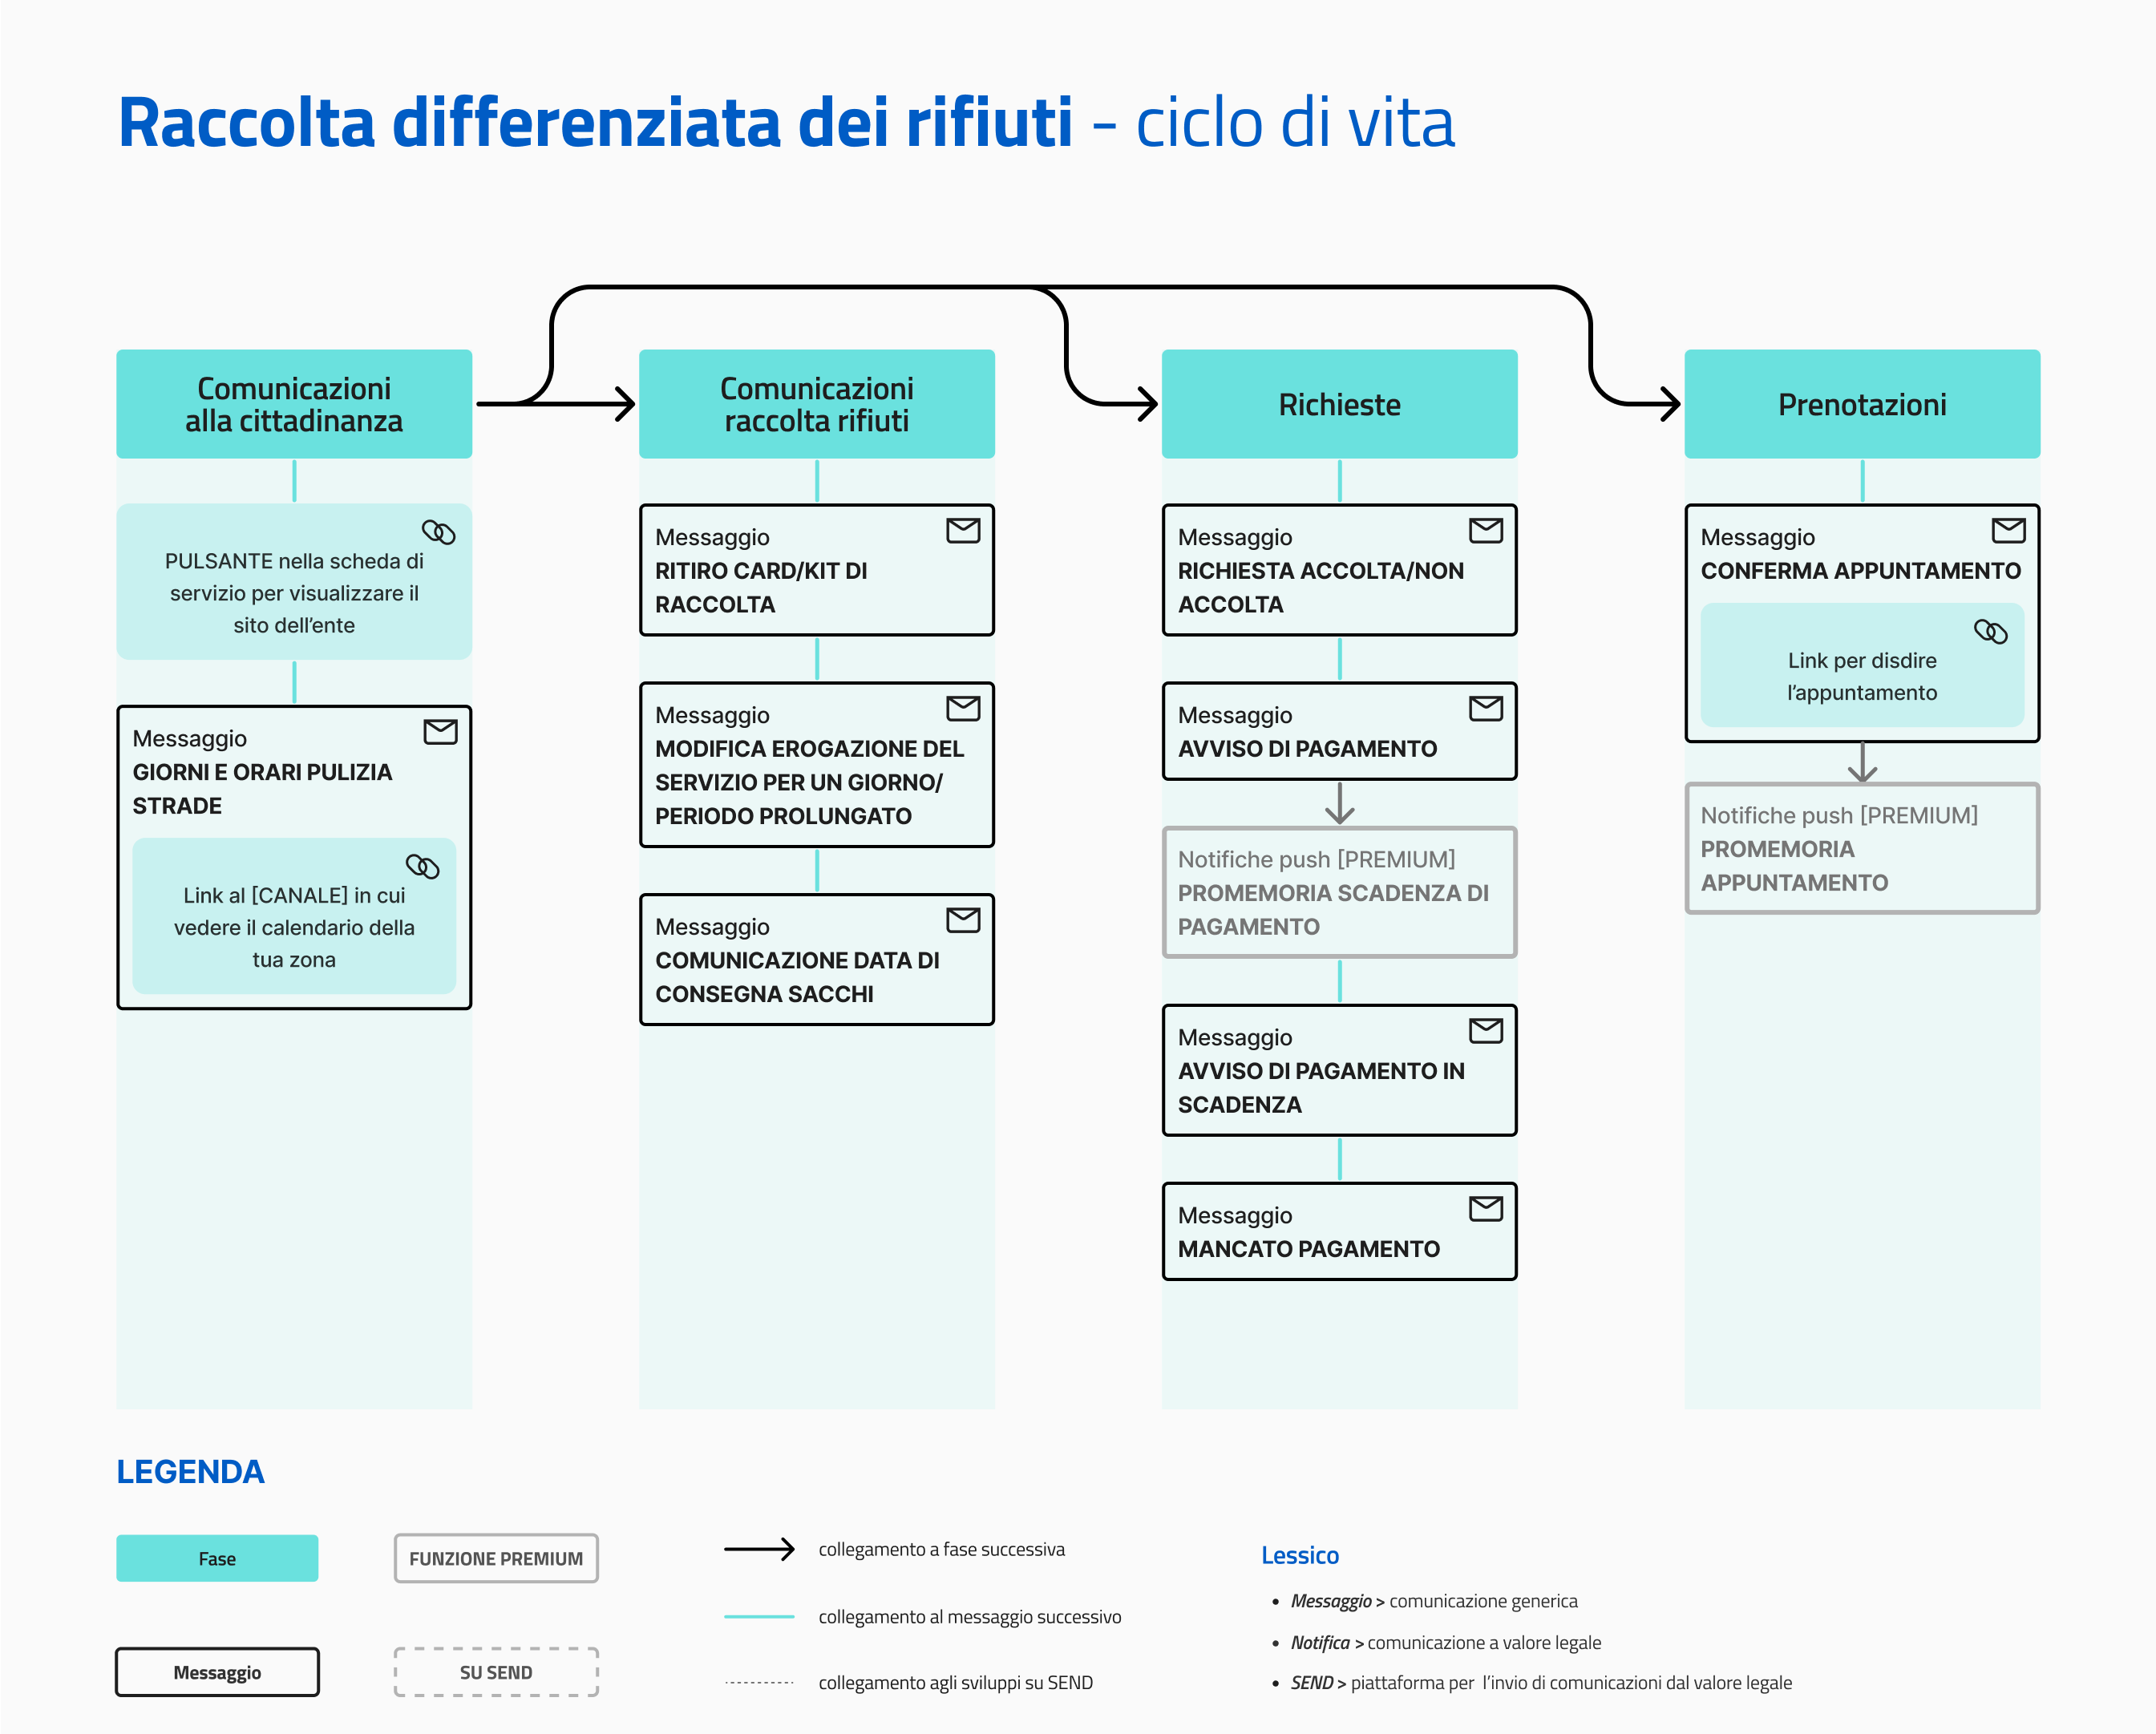 Raccolta differenziata dei rifiuti - ciclo di vita
Comunicazioni
alla cittadinanza
PULSANTE nella scheda di
servizio per visualizzare il
sito dell’ente
Messaggio
GIORNI E ORARI PULIZIA
STRADE
Link al [CANALE] in cui
vedere il calendario della
tua zona
Comunicazioni
raccolta rifiuti
Messaggio
RITIRO CARD/KIT DI
RACCOLTA
Messaggio
MODIFICA EROGAZIONE DEL
SERVIZIO PER UN GIORNO/
PERIODO PROLUNGATO
Messaggio
COMUNICAZIONE DATA DI
CONSEGNA SACCHI
Richieste
Messaggio
RICHIESTA ACCOLTA/NON
ACCOLTA
Messaggio
AVVISO DI PAGAMENTO
Notifiche push [PREMIUM]
PROMEMORIA SCADENZA DI
PAGAMENTO
Messaggio
AVVISO DI PAGAMENTO IN
SCADENZA
Messaggio
MANCATO PAGAMENTO
Prenotazioni
Messaggio
CONFERMA APPUNTAMENTO
Link per disdire
l’appuntamento
Notifiche push [PREMIUM]
PROMEMORIA
APPUNTAMENTO
LEGENDA
Fase
FUNZIONE PREMIUM
Messaggio
SU SEND
collegamento a fase successiva
collegamento al messaggio successivo
collegamento agli sviluppi su SEND
Lessico
• Messaggio > comunicazione generica
• Notifica > comunicazione a valore legale
• SEND > piattaforma per l’invio di comunicazioni dal valore legale